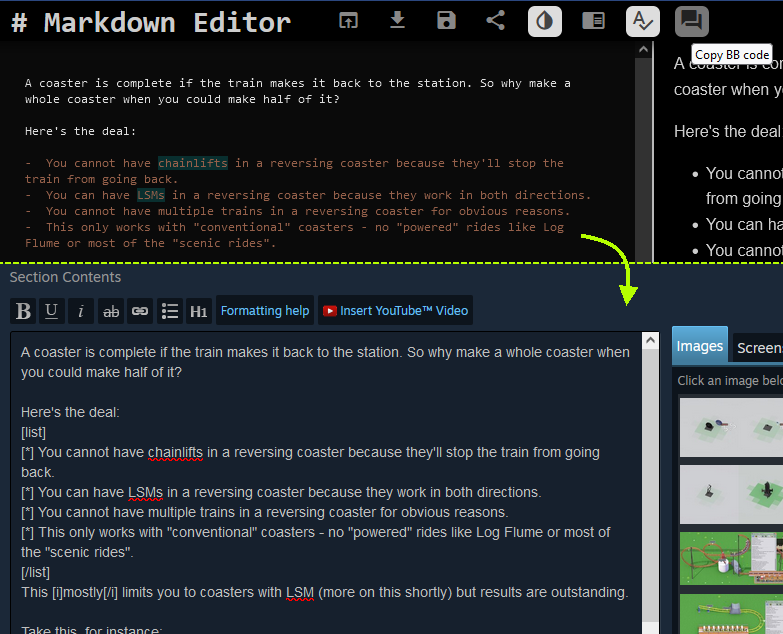 # Markdown Editor
Copy BB code
A coaster is complete if the train makes it back to the station. So why make a
whole coaster when you could make half of it?
Here's the deal:
- You cannot have chainlifts in a reversing coaster because they'll stop the
train from going back.
- You can have LSMs in a reversing coaster because they work in both directions.
- You cannot have multiple trains in a reversing coaster for obvious reasons.
- This only works with "conventional" coasters - no "powered" rides like Log
Flume or most of the "scenic rides".
A coaster is com
coaster when y
Here's the deal
• You cannot
from going
• You can ha
• You cannot
Section Contents
B U i ab H1 Formatting help Insert YouTube™ Video
A coaster is complete if the train makes it back to the station. So why make a whole coaster when
you could make half of it?
Here's the deal:
[list]
[*] You cannot have chainlifts in a reversing coaster because they'll stop the train from going
back.
[*] You can have LSMs in a reversing coaster because they work in both directions.
[*] You cannot have multiple trains in a reversing coaster for obvious reasons.
[*] This only works with "conventional" coasters - no "powered" rides like Log Flume or most of
the "scenic rides".
[/list]
This [i]mostly[/i] limits you to coasters with LSM (more on this shortly) but results are outstanding.
Take this, for instance:
Images
Screen
Click an image belo